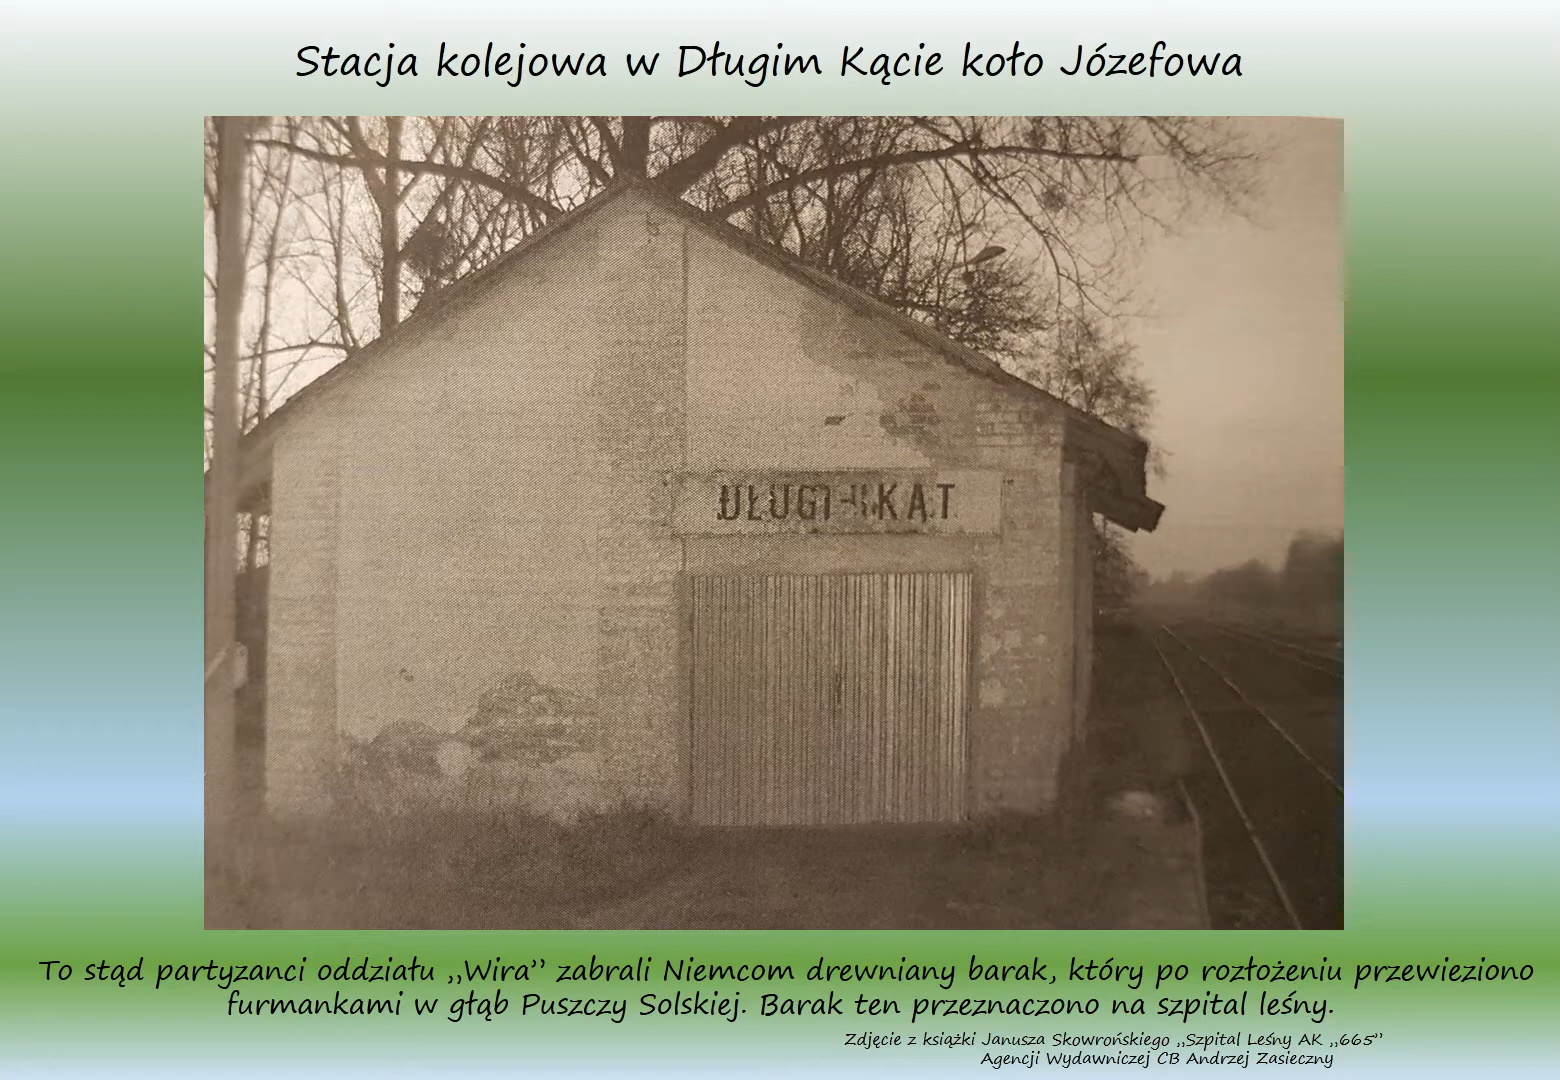 Stacja kolejowa w Długim Kącie koło Józefowa
DŁUGI KĄT
To stąd partyzanci oddziału „Wira” zabrali Niemcom drewniany barak, który po rozłożeniu przewieziono
furmankami w głąb Puszczy Solskiej. Barak ten przeznaczono na szpital leśny.
Zdjęcie z książki Janusza Skowrońskiego „Szpital Leśny AK „665”
Agencji Wydawniczej CB Andrzej Zasieczny